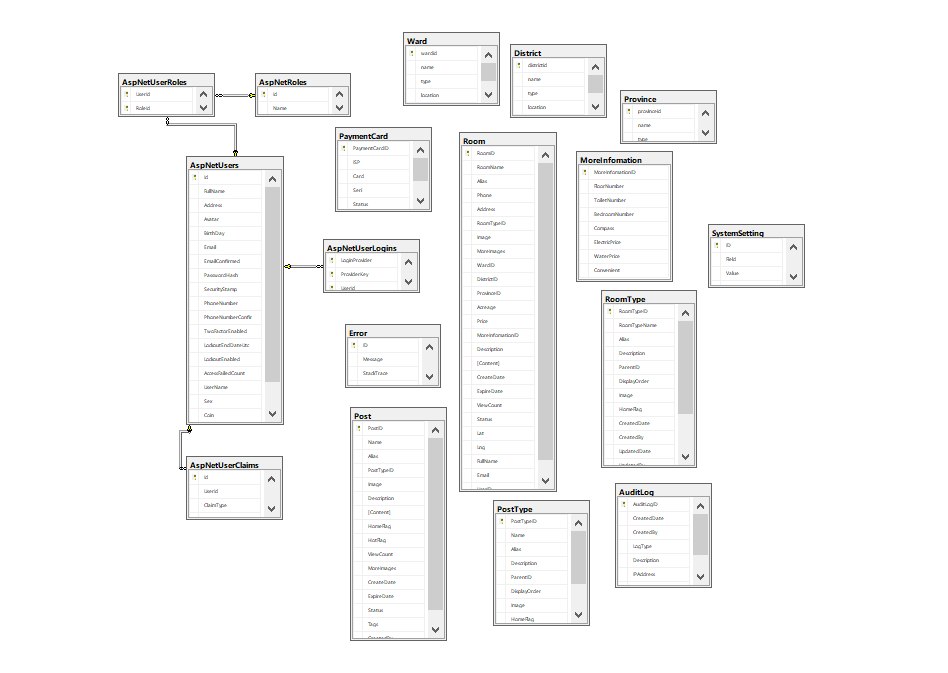 Ward
wardid
name
type
location
District
districtid
name
type
location
Province
provinceid
name
type
AspNetUserRoles
UserId
RoleId
AspNetRoles
Id
Name
PaymentCard
PaymentCardID
ISP
Card
Seri
Status
Room
RoomID
RoomName
Alias
Phone
Address
RoomTypeID
Image
MoreImages
WardID
DistrictID
ProvinceID
Acreage
Price
MoreInfomationID
Description
[Content]
CreateDate
ExpireDate
ViewCount
Status
Lat
Lng
FullName
Email
UserID
MoreInfomation
MoreInfomationID
FloorNumber
ToiletNumber
BedroomNumber
Compass
ElectricPrice
WaterPrice
Convenient
AspNetUsers
Id
FullName
Address
Avatar
BirthDay
Email
EmailConfirmed
PasswordHash
SecurityStamp
PhoneNumber
PhoneNumberConfir
TwoFactorEnabled
LockoutEndDateUtc
LockoutEnabled
AccessFailedCount
UserName
Sex
Coin
SystemSetting
ID
Field
Value
AspNetUserLogins
LoginProvider
ProviderKey
UserId
RoomType
RoomTypeID
RoomTypeName
Alias
Description
ParentID
DisplayOrder
Image
HomeFlag
CreatedDate
CreatedBy
UpdatedDate
UpdatedBy
Error
ID
Message
StackTrace
Post
PostID
Name
Alias
PostTypeID
Image
Description
[Content]
HomeFlag
HotFlag
ViewCount
MoreImages
CreateDate
ExpireDate
Status
Tags
CreatedBy
AspNetUserClaims
Id
UserId
ClaimType
PostType
PostTypeID
Name
Alias
Description
ParentID
DisplayOrder
Image
HomeFlag
AuditLog
AuditLogID
CreatedDate
CreatedBy
LogType
Description
IPAddress